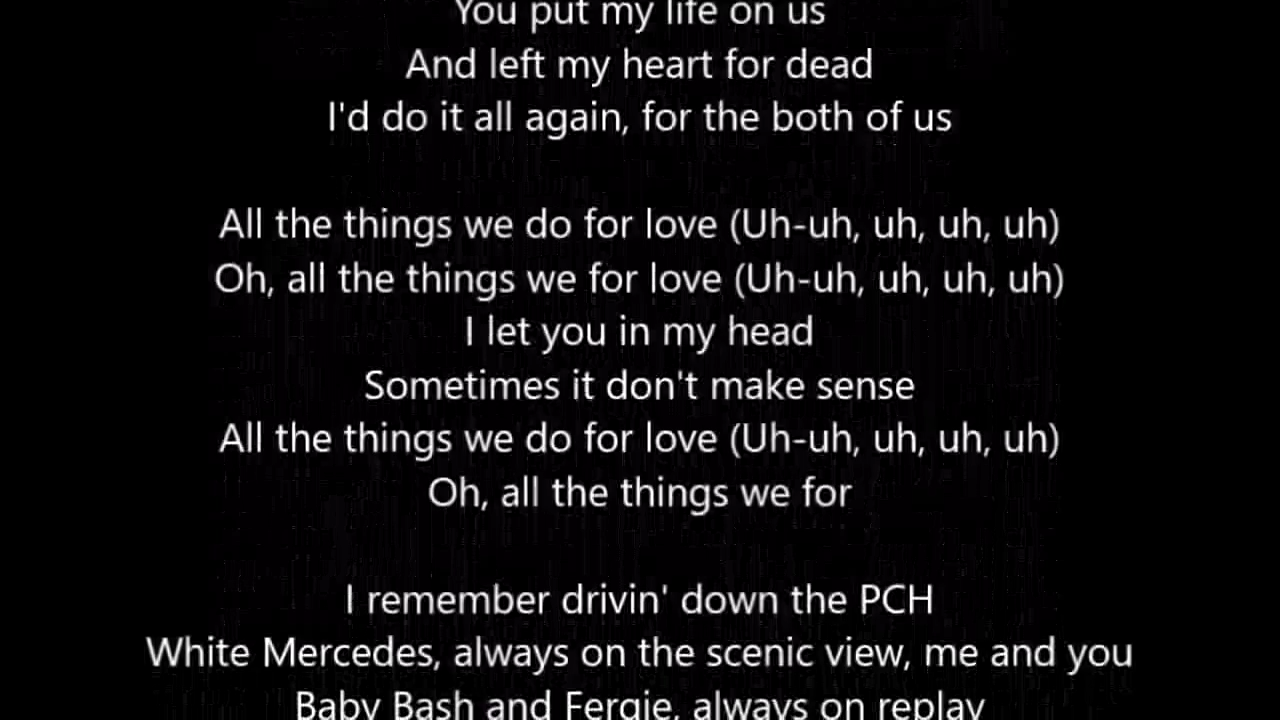 You put my life on us
And left my heart for dead
I'd do it all again, for the both of us
All the things we do for love (Uh-uh, uh, uh, uh)
Oh, all the things we for love (Uh-uh, uh, uh, uh)
I let you in my head
Sometimes it don't make sense
All the things we do for love (Uh-uh, uh, uh, uh)
Oh, all the things we for
I remember drivin' down the PCH
White Mercedes, always on the scenic view, me and you
Baby Bash and Fergie, always on replay